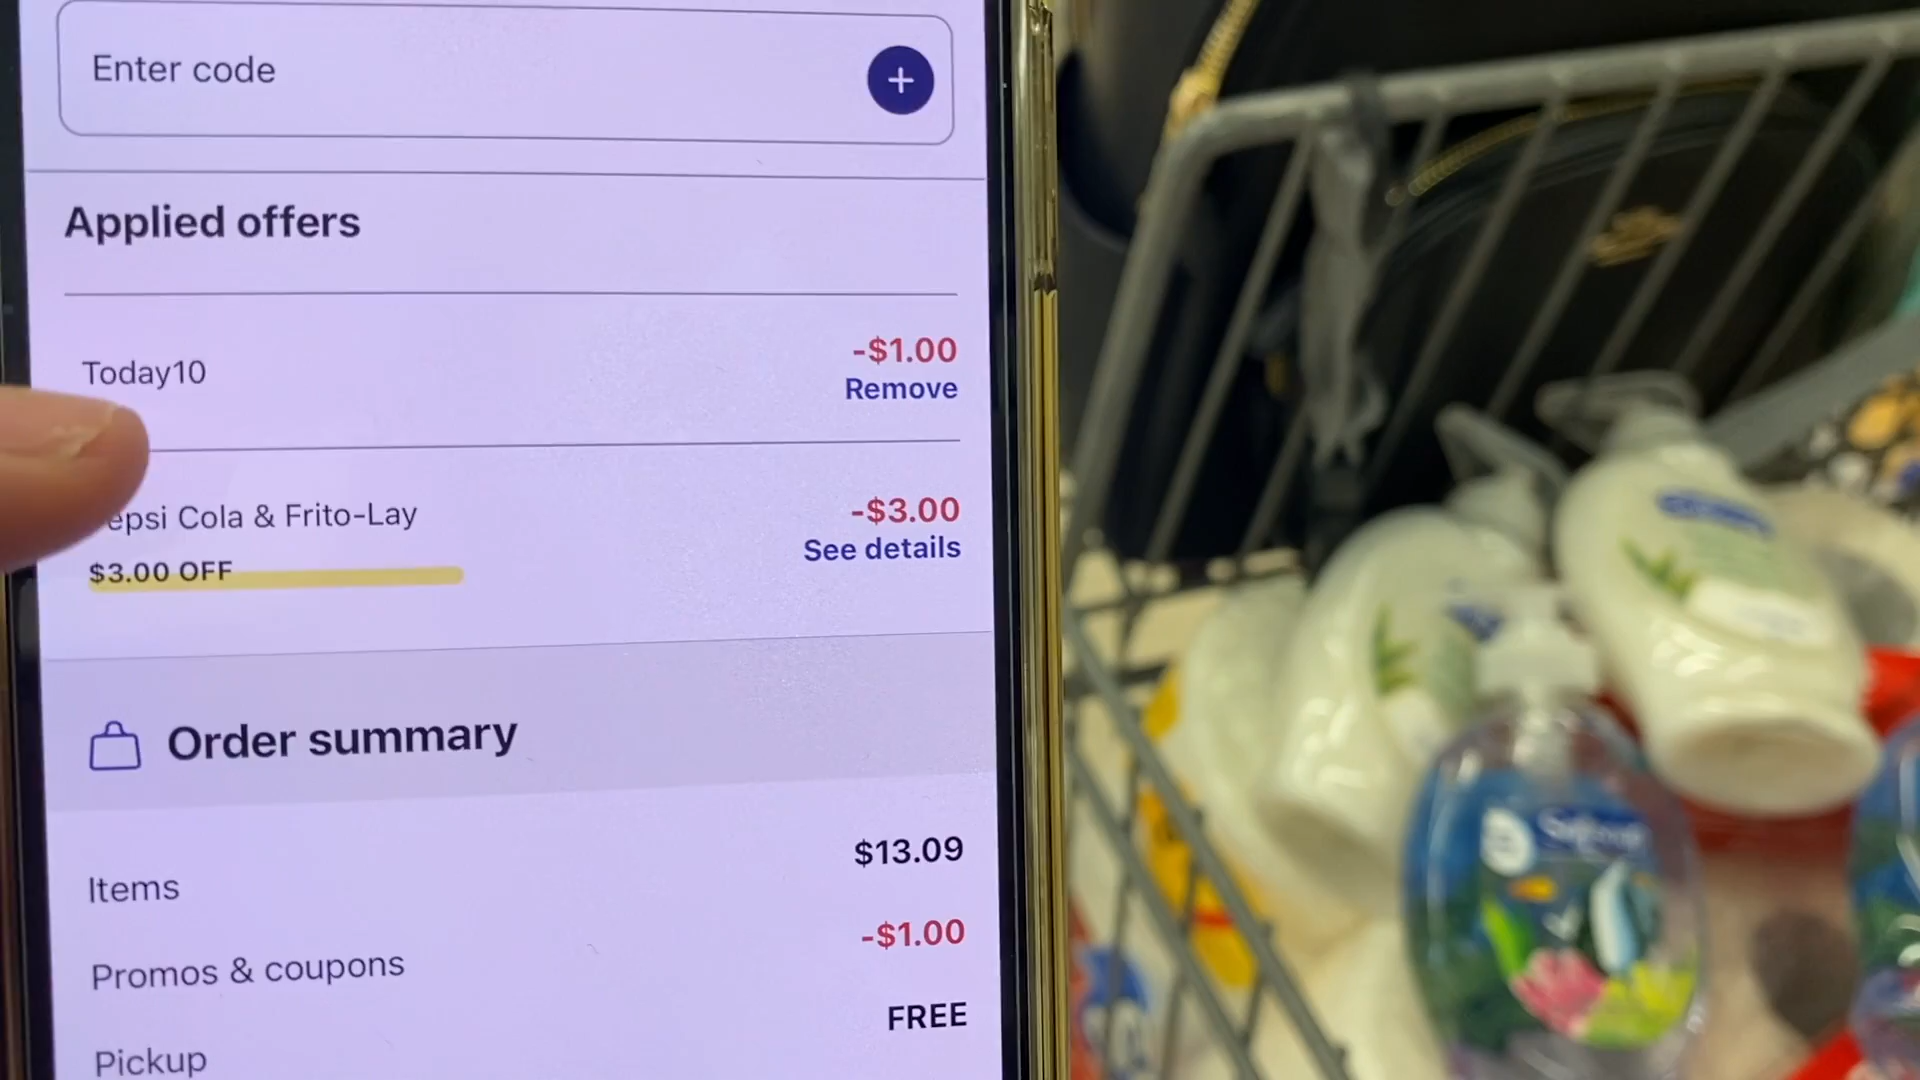 Enter code
+
Applied offers
Today10
-$1.00
Remove
epsi Cola & Frito-Lay
-$3.00
$3.00 OFF
See details
Order summary
Items
$13.09
Promos & coupons
-$1.00
Pickup
FREE